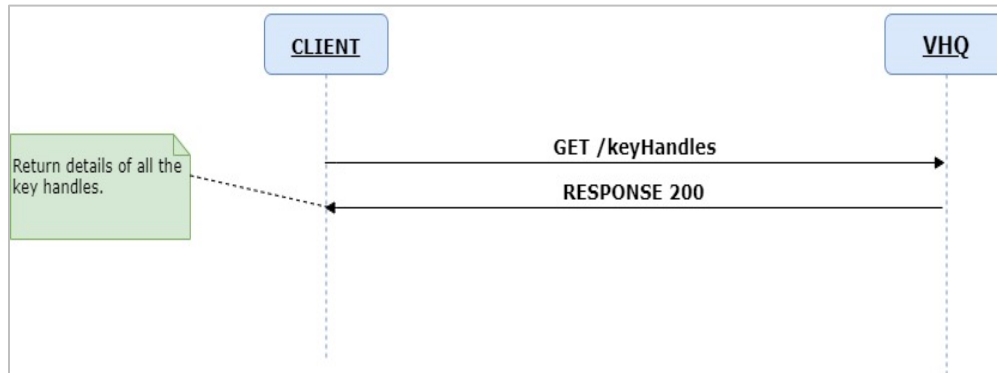 CLIENT
VHQ
GET /keyHandles
Return details of all the
key handles.
RESPONSE 200